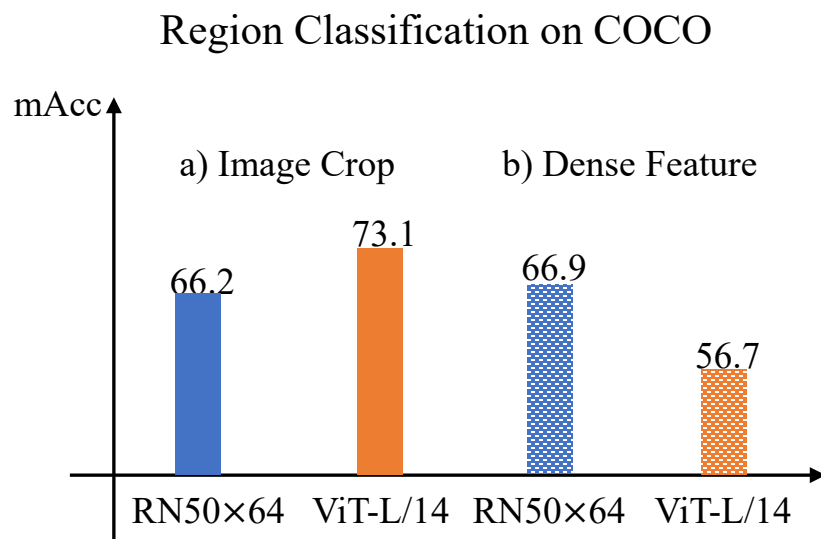 Region Classification on COCO
mAcc
a) Image Crop
b) Dense Feature
66.2
73.1
66.9
56.7
RN50×64
ViT-L/14
RN50×64
ViT-L/14